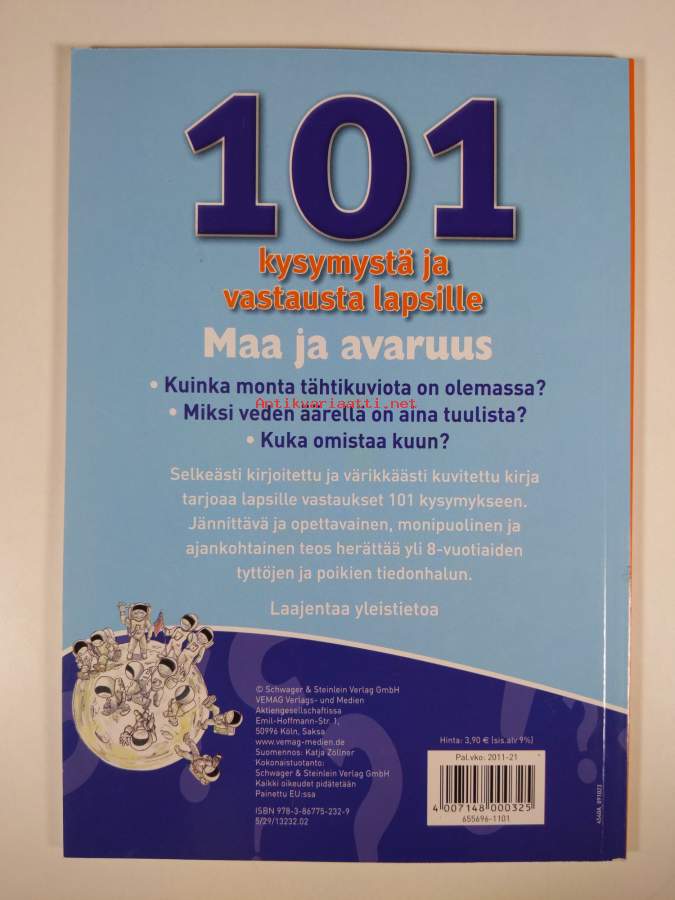 101
kysymystä ja
vastausta lapsille
Maa ja avaruus
• Kuinka monta tähtikuviota on olemassa?
Antikvariaatti.net
• Miksi veden äärellä on aina tuulista?
• Kuka omistaa kuun?
Selkeästi kirjoitettu ja värikkäästi kuvitettu kirja
tarjoaa lapsille vastaukset 101 kysymykseen.
Jännittävä ja opettavainen, monipuolinen ja
ajankohtainen teos herättää yli 8-vuotiaiden
tyttöjen ja poikien tiedonhalun.
Laajentaa yleistietoa
© Schwager & Steinlein Verlag GmbH
VEMAG Verlags- und Medien
Aktiengesellschaftissa
Emil-Hoffmann-Str. 1,
50996 Köln, Saksa
www.vemag-medien.de
Suomennos: Katja Zöllner
Kokonaistuotanto:
Schwager & Steinlein Verlag GmbH
Kaikki oikeudet pidätetään
Painettu EU:ssa
ISBN 978-3-86775-232-9
5/29/13232.02
Hinta: 3,90 € (sis.alv 9%)
Pal.vko: 2011-21
4 007148 000325
655696-1101
4540A_091022